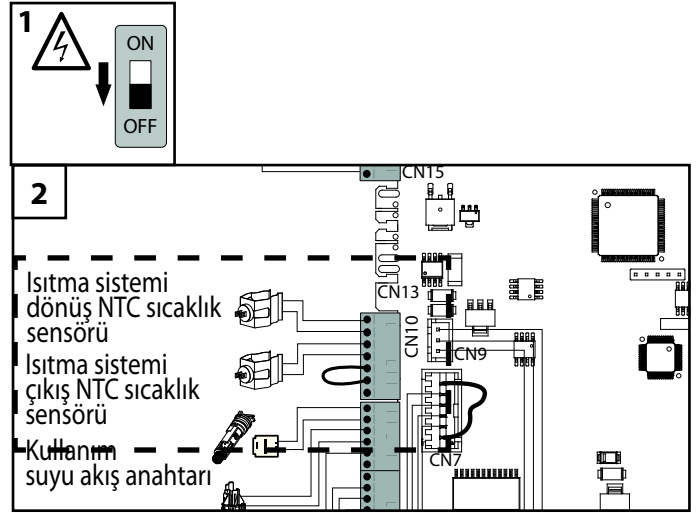 1
ON
OFF
2
CN15
Isıtma sistemi
dönüş NTC sıcaklık
sensörü
CN13
CN10
CN9
Isıtma sistemi
çıkış NTC sıcaklık
sensörü
Kullanım
suyu akış anahtarı
CN7